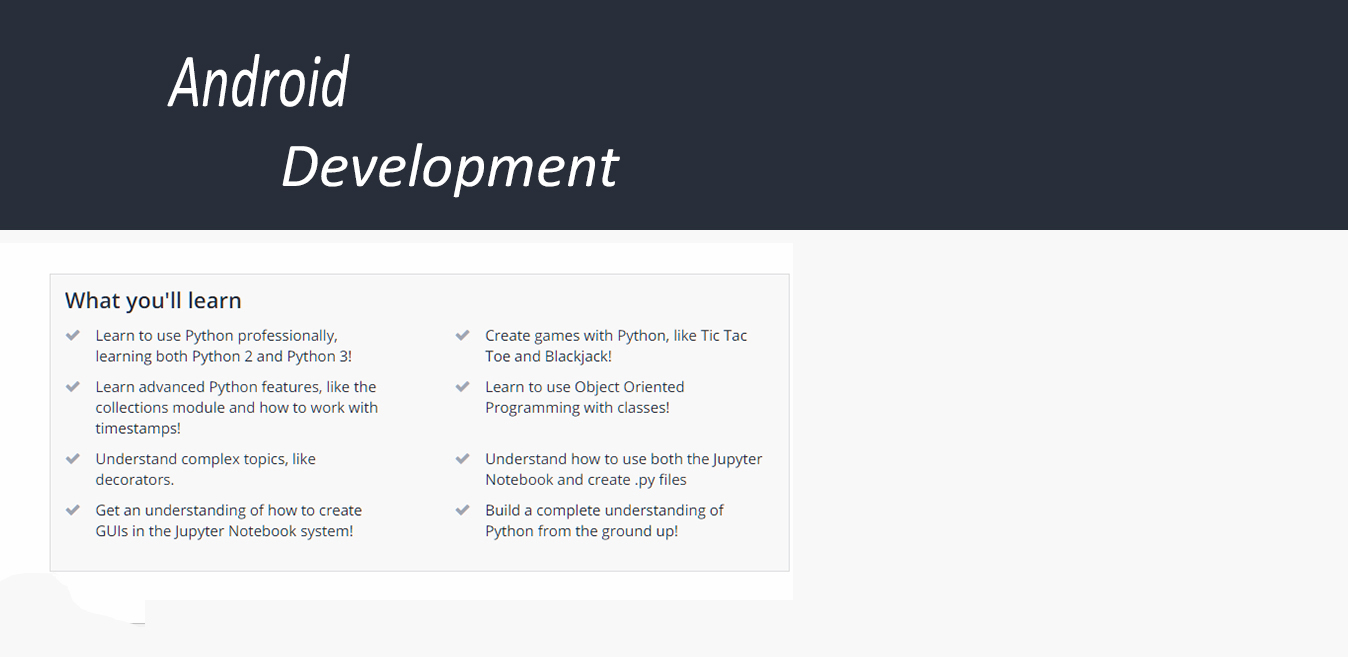 Android
Development
What you'll learn
Learn to use Python professionally,
learning both Python 2 and Python 3!
Learn advanced Python features, like the
collections module and how to work with
timestamps!
Understand complex topics, like
decorators.
Get an understanding of how to create
GUIs in the Jupyter Notebook system!
Create games with Python, like Tic Tac
Toe and Blackjack!
Learn to use Object Oriented
Programming with classes!
Understand how to use both the Jupyter
Notebook and create .py files
Build a complete understanding of
Python from the ground up!